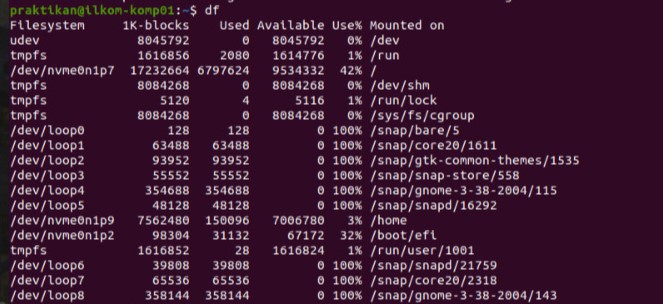 praktikan@ilkom-komp01:~$ df
Filesystem 1K-blocks Used Available Use% Mounted on
udev 8045792 0 8045792 0% /dev
tmpfs 1616856 2080 1614776 1% /run
/dev/nvme0n1p7 17232664 6797624 9534332 42% /
tmpfs 8084268 0 8084268 0% /dev/shm
tmpfs 5120 4 5116 1% /run/lock
tmpfs 8084268 0 8084268 0% /sys/fs/cgroup
/dev/loop0 128 128 0 100% /snap/bare/5
/dev/loop1 63488 63488 0 100% /snap/core20/1611
/dev/loop2 93952 93952 0 100% /snap/gtk-common-themes/1535
/dev/loop3 55552 55552 0 100% /snap/snap-store/558
/dev/loop4 354688 354688 0 100% /snap/gnome-3-38-2004/115
/dev/loop5 48128 48128 0 100% /snap/snapd/16292
/dev/nvme0n1p9 7562480 150096 7006780 3% /home
/dev/nvme0n1p2 98304 31132 67172 32% /boot/efi
tmpfs 1616852 28 1616824 1% /run/user/1001
/dev/loop6 39808 39808 0 100% /snap/snapd/21759
/dev/loop7 65536 65536 0 100% /snap/core20/2318
/dev/loop8 358144 358144 0 100% /snap/gnome-3-38-2004/143